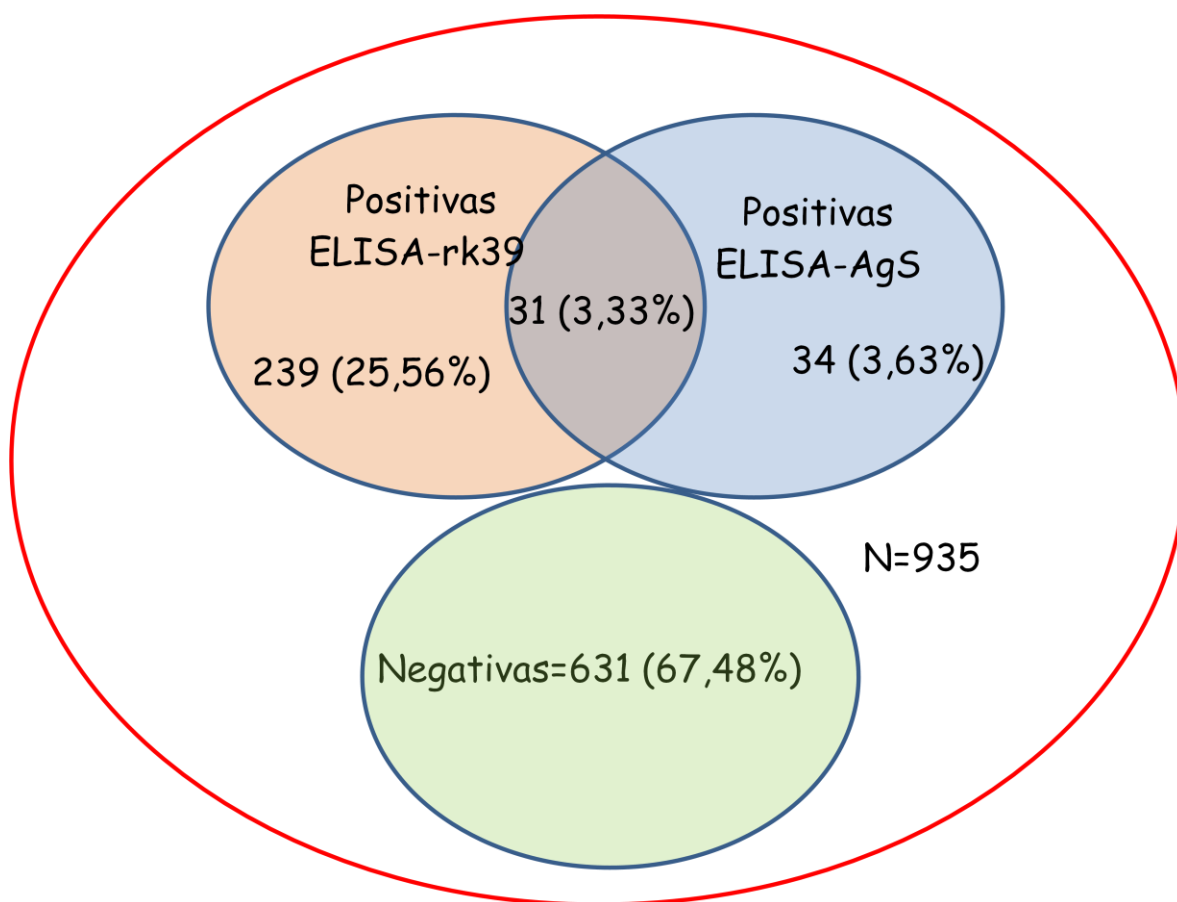 Positivas
ELISA-rk39
Positivas
ELISA-AgS
31 (3,33%)
239 (25,56%)
34 (3,63%)
N=935
Negativas=631 (67,48%)